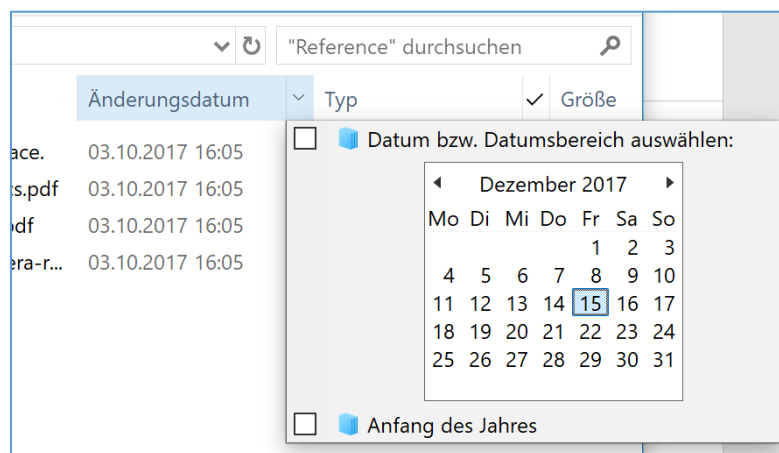 "Reference" durchsuchen
Änderungsdatum Typ Größe
ace. 03.10.2017 16:05
s.pdf 03.10.2017 16:05
df 03.10.2017 16:05
era-r... 03.10.2017 16:05
Datum bzw. Datumsbereich auswählen:
Dezember 2017
Mo Di Mi Do Fr Sa So
1 2 3
4 5 6 7 8 9 10
11 12 13 14 15 16 17
18 19 20 21 22 23 24
25 26 27 28 29 30 31
Anfang des Jahres